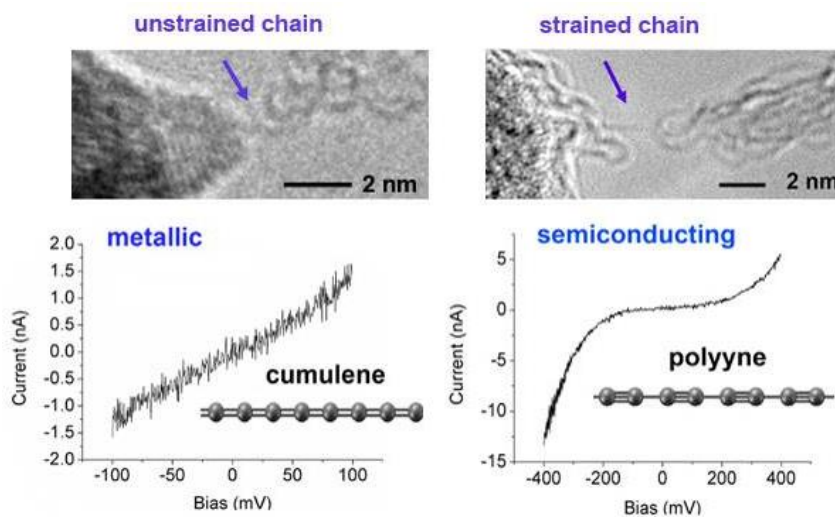 unstrained chain
strained chain
2 nm
2 nm
metallic
semiconducting
2.0
1.5
1.0
0.5
0.0
-0.5
-1.0
-1.5
-2.0
Current (nA)
cumulene
-100
-50
0
50
100
Bias (mV)
5
0
-5
-10
-15
Current (nA)
polyyne
-400
-200
0
200
400
Bias (mV)